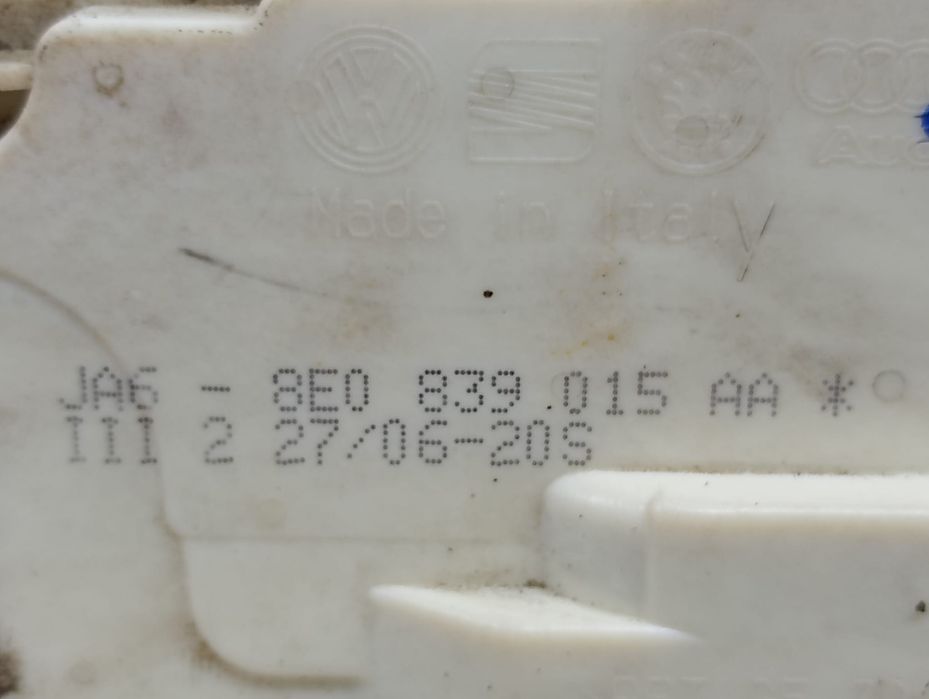 Made in Italy
JA6 - 8E0 839 015 AA *
III 2 27/06-20S